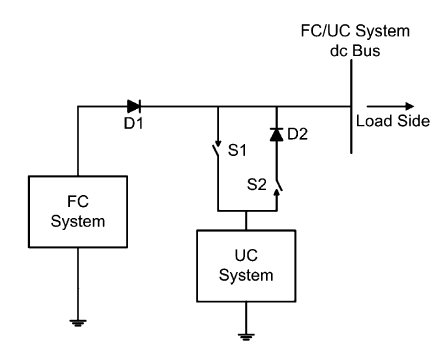 FC/UC System
dc Bus
D1
Load Side
S1
D2
S2
FC
System
UC
System